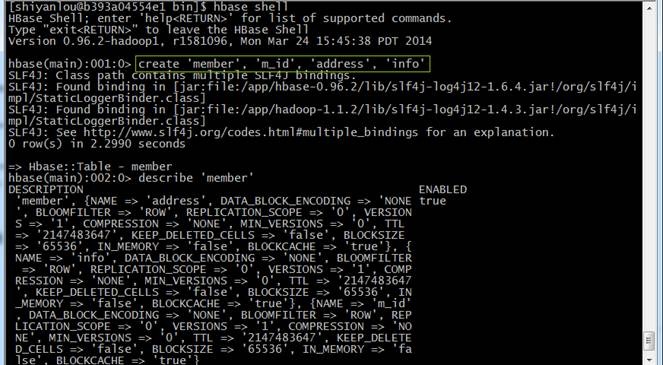 [shiyanlou@b393a04554e1 bin]$ hbase shell
HBase Shell; enter 'help<RETURN>' for list of supported commands.
Type "exit<RETURN>" to leave the HBase Shell
Version 0.96.2-hadoop1, r1581096, Mon Mar 24 15:45:38 PDT 2014
hbase(main):001:0> create 'member', 'm_id', 'address', 'info'
SLF4J: Class path contains multiple SLF4J bindings.
SLF4J: Found binding in [jar:file:/app/hbase-0.96.2/lib/slf4j-log4j12-1.6.4.jar!/org/slf4j/i
mpl/StaticLoggerBinder.class]
SLF4J: Found binding in [jar:file:/app/hadoop-1.1.2/lib/slf4j-log4j12-1.4.3.jar!/org/slf4j/i
mpl/StaticLoggerBinder.class]
SLF4J: See http://www.slf4j.org/codes.html#multiple_bindings for an explanation.
0 row(s) in 2.2990 seconds
=> Hbase::Table - member
hbase(main):002:0> describe 'member'
DESCRIPTION ENABLED
'member', {NAME => 'address', DATA_BLOCK_ENCODING => 'NONE true
', BLOOMFILTER => 'ROW', REPLICATION_SCOPE => '0', VERSION
S => '1', COMPRESSION => 'NONE', MIN_VERSIONS => '0', TTL
=> '2147483647', KEEP_DELETED_CELLS => 'false', BLOCKSIZE
=> '65536', IN_MEMORY => 'false', BLOCKCACHE => 'true'}, {
NAME => 'info', DATA_BLOCK_ENCODING => 'NONE', BLOOMFILTER
=> 'ROW', REPLICATION_SCOPE => '0', VERSIONS => '1', COMP
RESSION => 'NONE', MIN_VERSIONS => '0', TTL => '2147483647
', KEEP_DELETED_CELLS => 'false', BLOCKSIZE => '65536', IN
_MEMORY => 'false', BLOCKCACHE => 'true'}, {NAME => 'm_id'
, DATA_BLOCK_ENCODING => 'NONE', BLOOMFILTER => 'ROW', REP
LICATION_SCOPE => '0', VERSIONS => '1', COMPRESSION => 'NO
NE', MIN_VERSIONS => '0', TTL => '2147483647', KEEP_DELETE
D_CELLS => 'false', BLOCKSIZE => '65536', IN_MEMORY => 'fa
lse', BLOCKCACHE => 'true'}